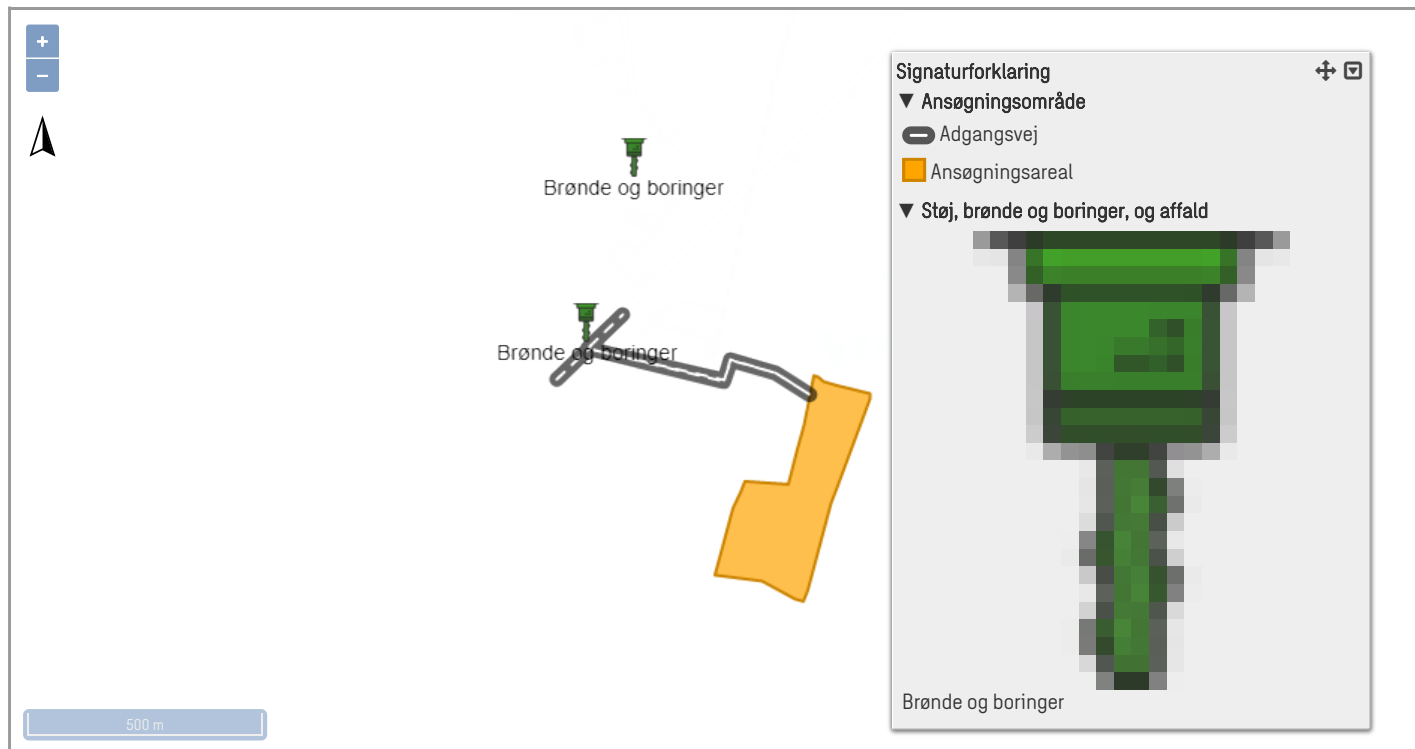 +
−
Signaturforklaring
Ansøgningsområde
Adgangsvej
Ansøgningsareal
Støj, brønde og boringer, og affald
Brønde og boringer
Brønde og boringer
Brønde og boringer
500 m